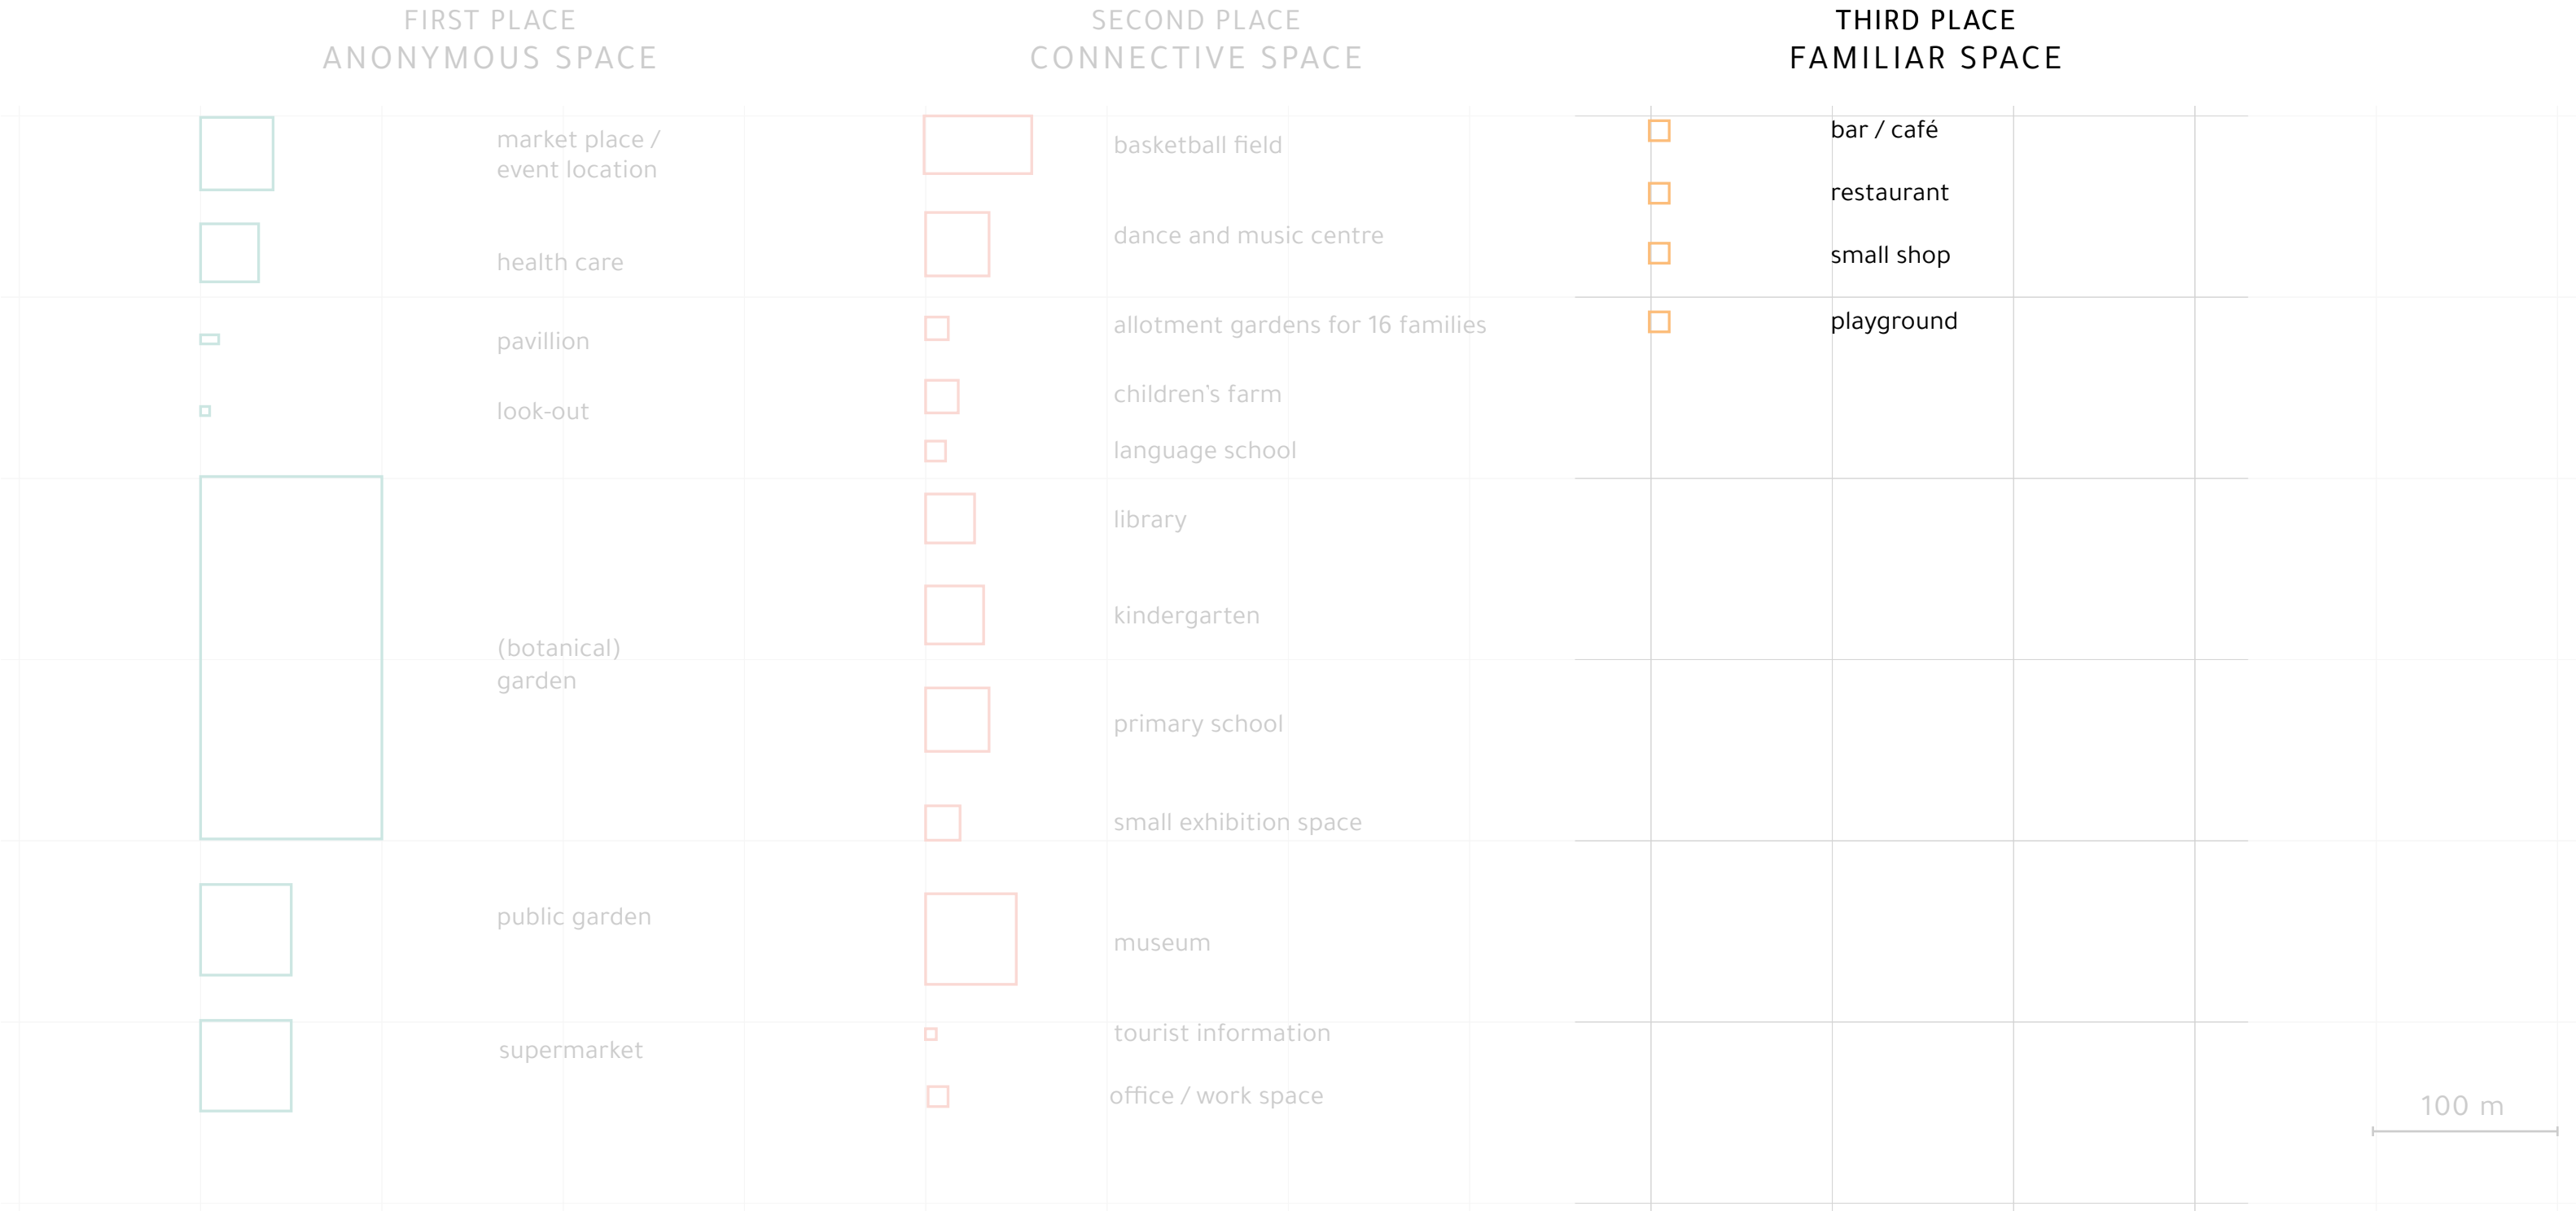 FIRST PLACE
ANONYMOUS SPACE
market place /
event location
health care
pavillion
look-out
(botanical)
garden
public garden
supermarket
SECOND PLACE
CONNECTIVE SPACE
basketball field
dance and music centre
allotment gardens for 16 families
children's farm
language school
library
kindergarten
primary school
small exhibition space
museum
tourist information
office / work space
THIRD PLACE
FAMILIAR SPACE
bar / café
restaurant
small shop
playground
100 m